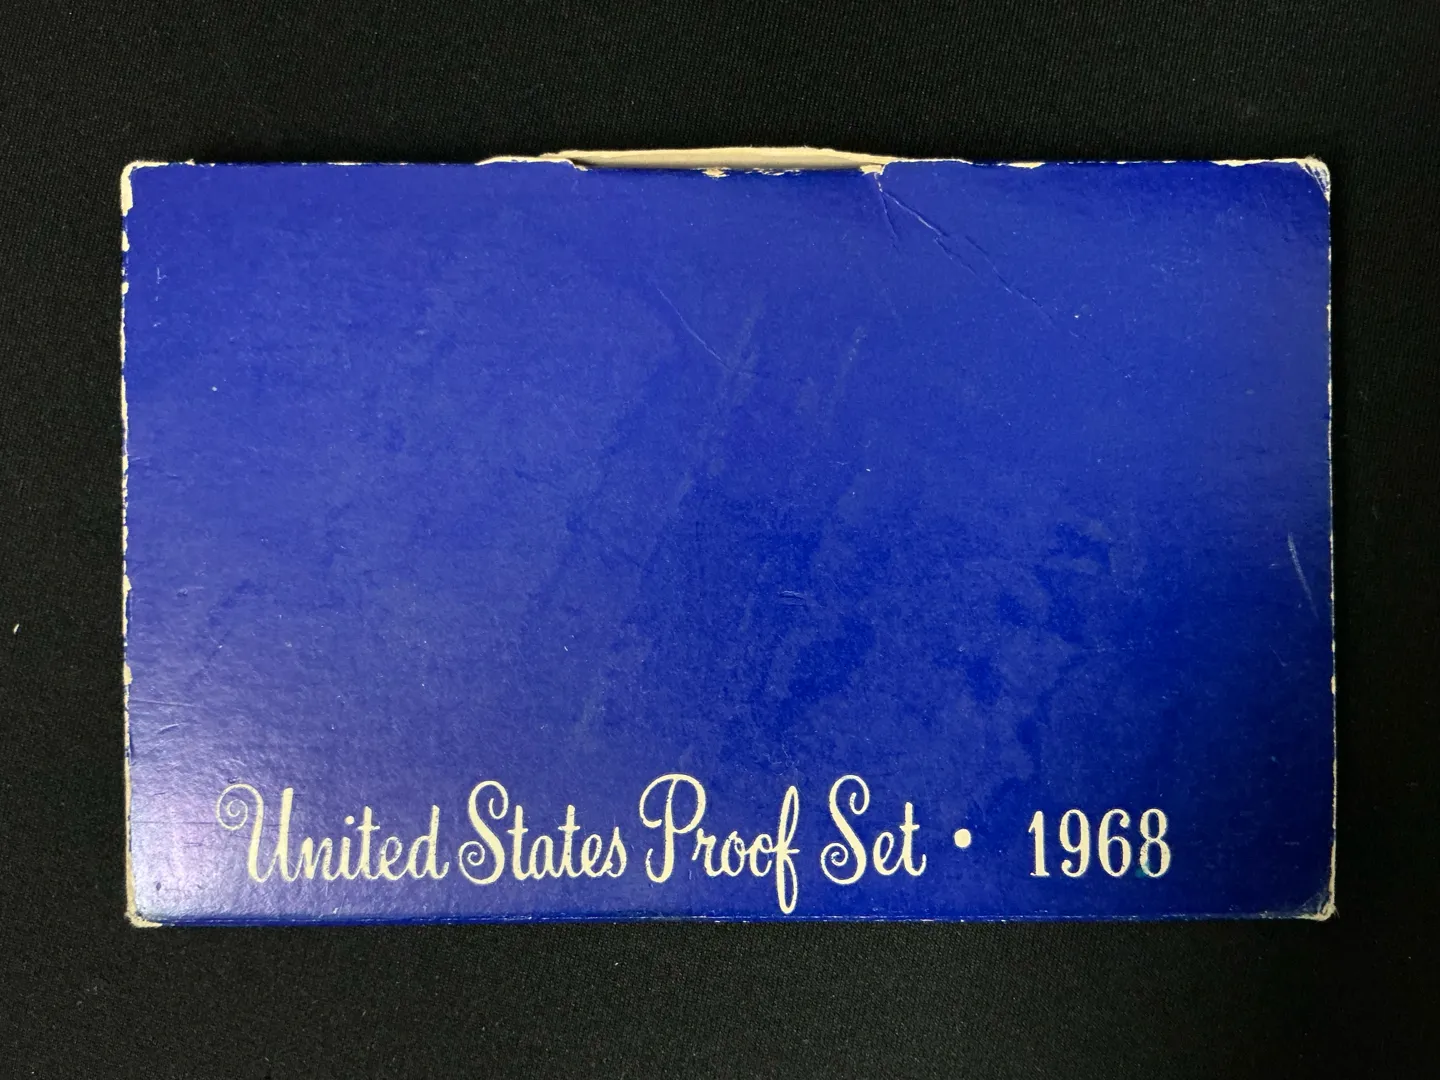 United States Proof Set • 1968